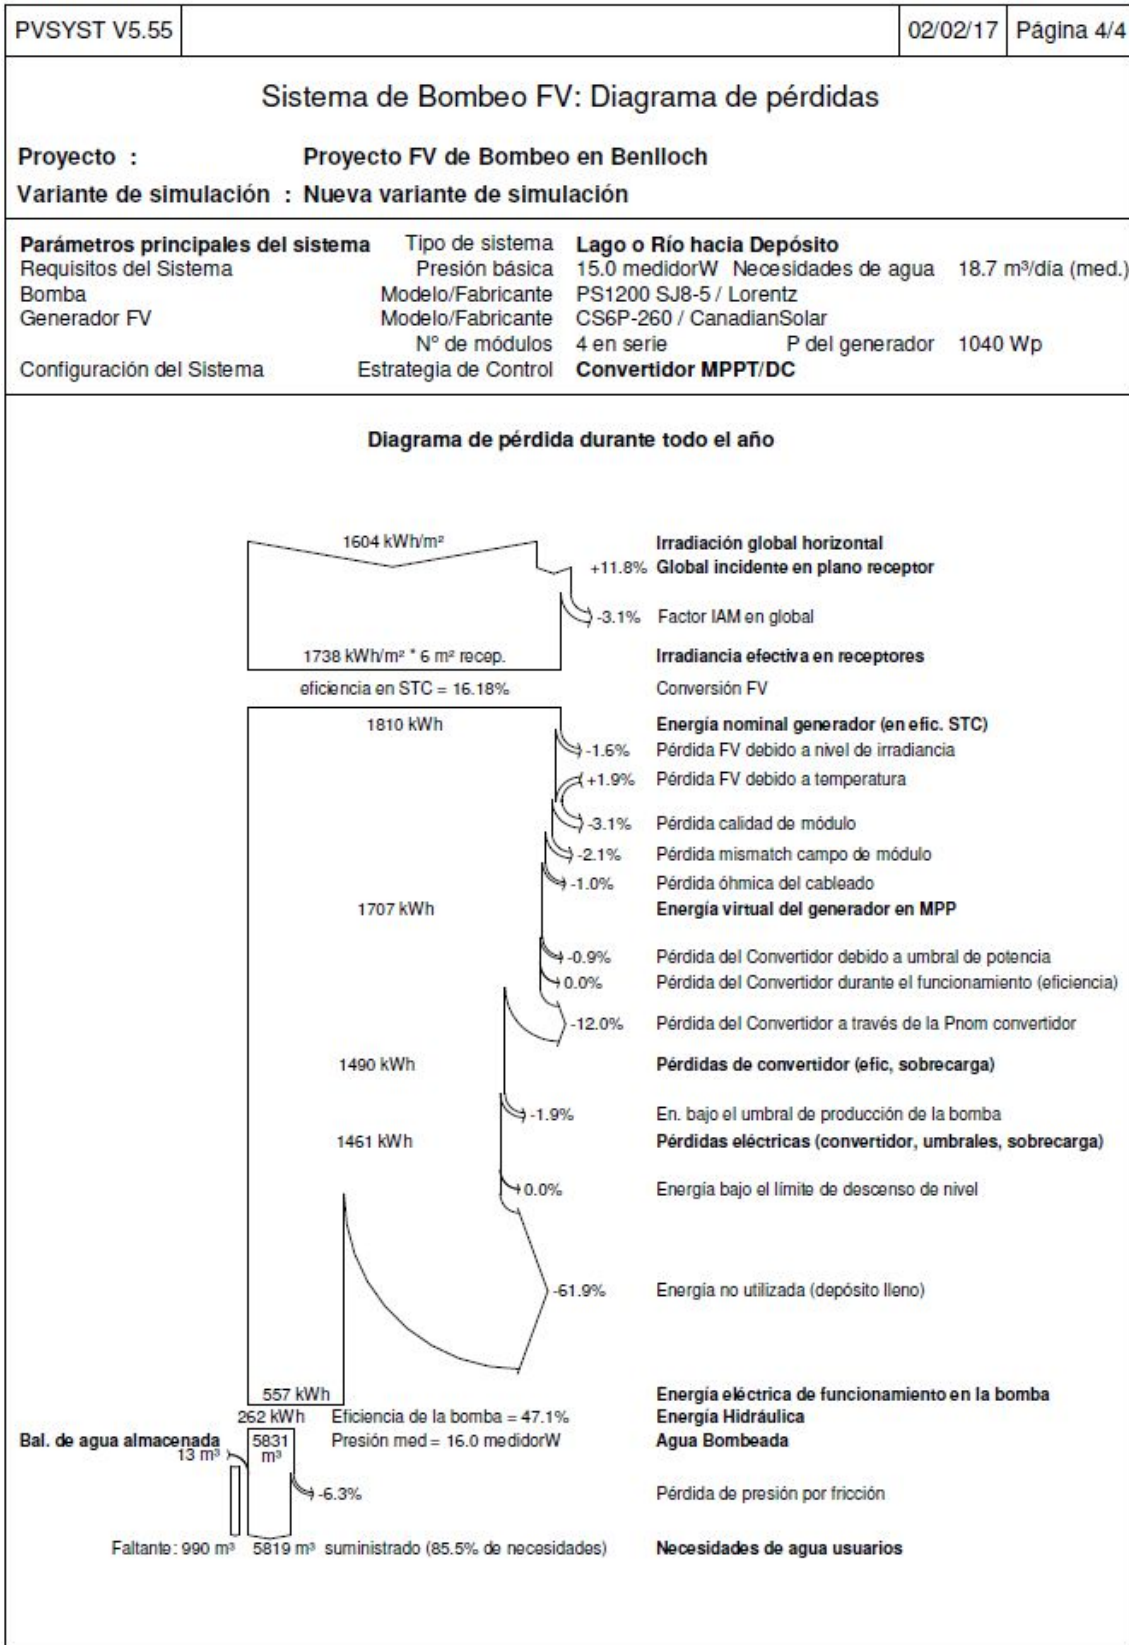 PVSYST V5.55 02/02/17 Página 4/4
Sistema de Bombeo FV: Diagrama de pérdidas
Proyecto : Proyecto FV de Bombeo en Benlloch
Variante de simulación : Nueva variante de simulación
Parámetros principales del sistema Tipo de sistema Lago o Río hacia Depósito
Requisitos del Sistema Presión básica 15.0 medidorW Necesidades de agua 18.7 m³/día (med.)
Bomba Modelo/Fabricante PS1200 SJ8-5 / Lorentz
Generador FV Modelo/Fabricante CS6P-260 / CanadianSolar
N° de módulos 4 en serie P del generador 1040 Wp
Configuración del Sistema Estrategia de Control Convertidor MPPT/DC
Diagrama de pérdida durante todo el año
1604 kWh/m² Irradiación global horizontal
+11.8% Global incidente en plano receptor
-3.1% Factor IAM en global
1738 kWh/m² * 6 m² recep. Irradiancia efectiva en receptores
eficiencia en STC = 16.18% Conversión FV
1810 kWh Energía nominal generador (en efic. STC)
-1.6% Pérdida FV debido a nivel de irradiancia
+1.9% Pérdida FV debido a temperatura
-3.1% Pérdida calidad de módulo
-2.1% Pérdida mismatch campo de módulo
-1.0% Pérdida óhmica del cableado
1707 kWh Energía virtual del generador en MPP
-0.9% Pérdida del Convertidor debido a umbral de potencia
0.0% Pérdida del Convertidor durante el funcionamiento (eficiencia)
-12.0% Pérdida del Convertidor a través de la Pnom convertidor
1490 kWh Pérdidas de convertidor (efic, sobrecarga)
-1.9% En. bajo el umbral de producción de la bomba
1461 kWh Pérdidas eléctricas (convertidor, umbrales, sobrecarga)
0.0% Energía bajo el límite de descenso de nivel
-61.9% Energía no utilizada (depósito lleno)
557 kWh Energía eléctrica de funcionamiento en la bomba
262 kWh Eficiencia de la bomba = 47.1% Energía Hidráulica
Bal. de agua almacenada 5831 Presión med = 16.0 medidorW Agua Bombeada
13 m³ m³
-6.3% Pérdida de presión por fricción
Faltante: 990 m³ 5819 m³ suministrado (85.5% de necesidades) Necesidades de agua usuarios